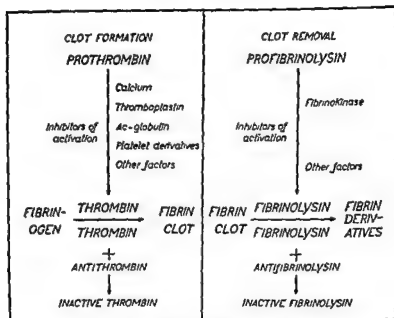 CLOT FORMATION
PROTHROMBIN
Calcium
Thromboplastin
Inhibitors of
activation
Ac-globulin
Platelet derivatives
Other factors
FIBRIN-
OGEN
THROMBIN
THROMBIN
FIBRIN
CLOT
+
ANTITHROMBIN
INACTIVE THROMBIN
CLOT REMOVAL
PROFIBRINOLYSIN
Fibrinokinase
Inhibitors of
activation
Other factors
FIBRIN
CLOT
FIBRINOLYSIN
FIBRINOLYSIN
FIBRIN
DERIV-
ATIVES
+
ANTIFIBRINOLYSIN
INACTIVE FIBRINOLYSIN